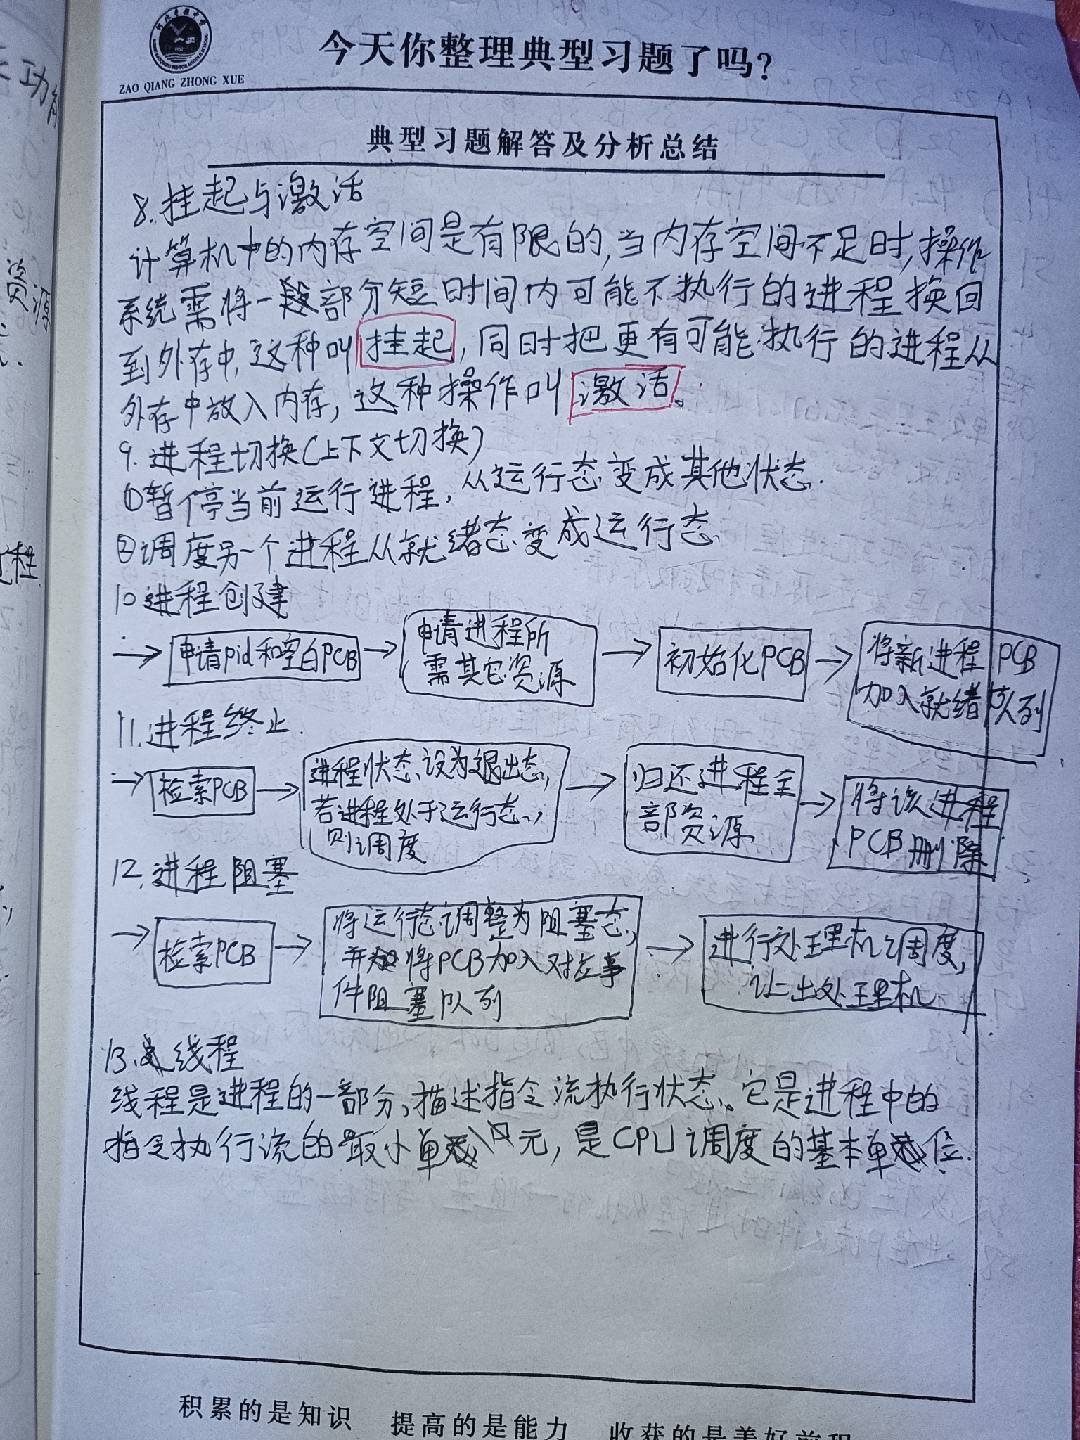 今天你整理典型习题了吗?
ZAO QIANG ZHONG XUE
典型习题解答及分析总结
8.挂起与激活
计算机中的内存空间是有限的,当内存空间不足时,操作
系统需将一段部分短时间内可能不执行的进程换回
到外存中,这种叫挂起,同时把更有可能执行的进程从
外存中放入内存,这种操作叫激活。
9.进程切换(上下文切换)
①暂停当前运行进程,从运行态变成其他状态.
②调度另一个进程从就绪态变成运行态
10进程创建
→申请pid和空白PCB→
申请进程所
需其它资源
→初始化PCB→
将新进程PCB
加入就绪队列
11.进程终止.
→检索PCB→
进程状态设为退出态,
若进程处于运行态,
则调度
→
归还进程全
部资源
→
将该进程
PCB删除
12.进程阻塞
→检索PCB→
将运行态调整为阻塞态,
并将PCB加入对应事
件阻塞队列
→
进行处理机调度,
让出处理机
13.线程
线程是进程的一部分,描述指令流执行状态。它是进程中的
指令执行流的最小单元,是CPU调度的基本单位.
积累的是知识 提高的是能力 收获的是美好前程
资源
进程